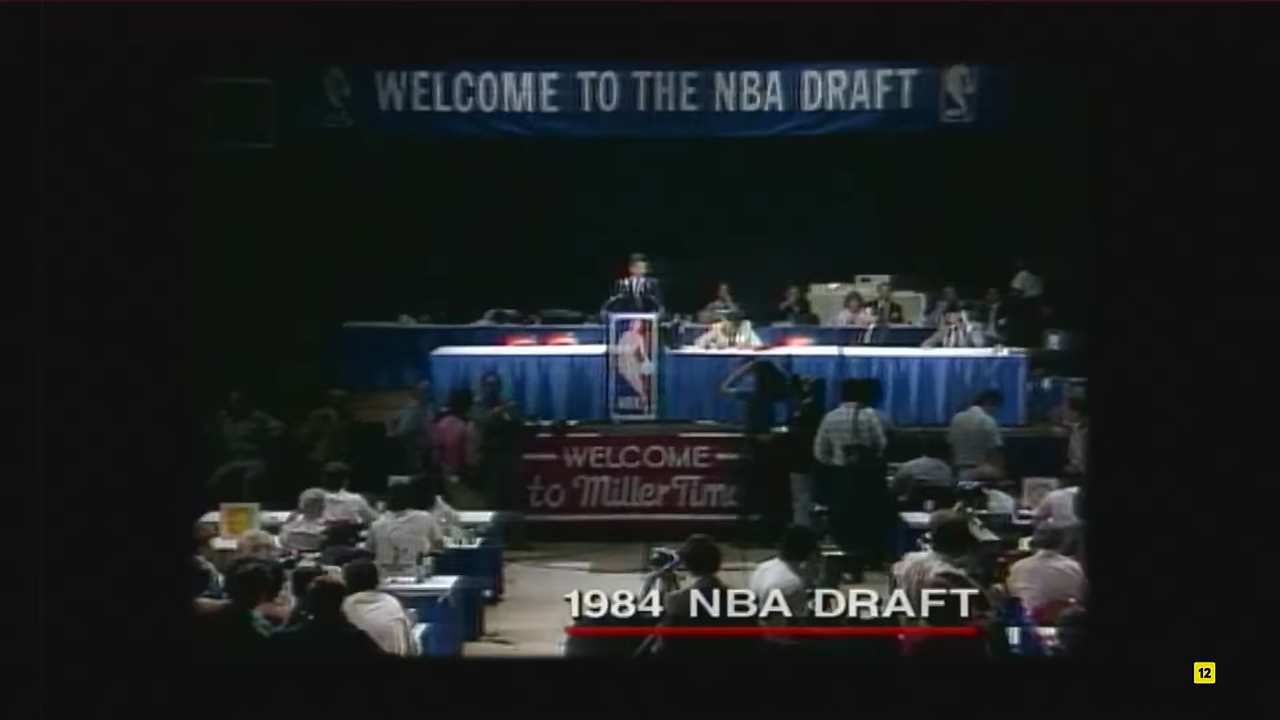 WELCOME TO THE NBA DRAFT
WELCOME
to Miller Time
1984 NBA DRAFT
12